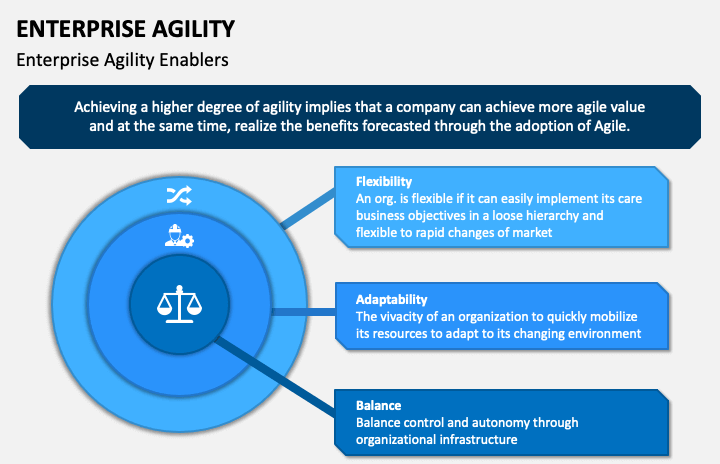 ENTERPRISE AGILITY
Enterprise Agility Enablers
Achieving a higher degree of agility implies that a company can achieve more agile value
and at the same time, realize the benefits forecasted through the adoption of Agile.
Flexibility
An org. is flexible if it can easily implement its care
business objectives in a loose hierarchy and
flexible to rapid changes of market
Adaptability
The vivacity of an organization to quickly mobilize
its resources to adapt to its changing environment
Balance
Balance control and autonomy through
organizational infrastructure